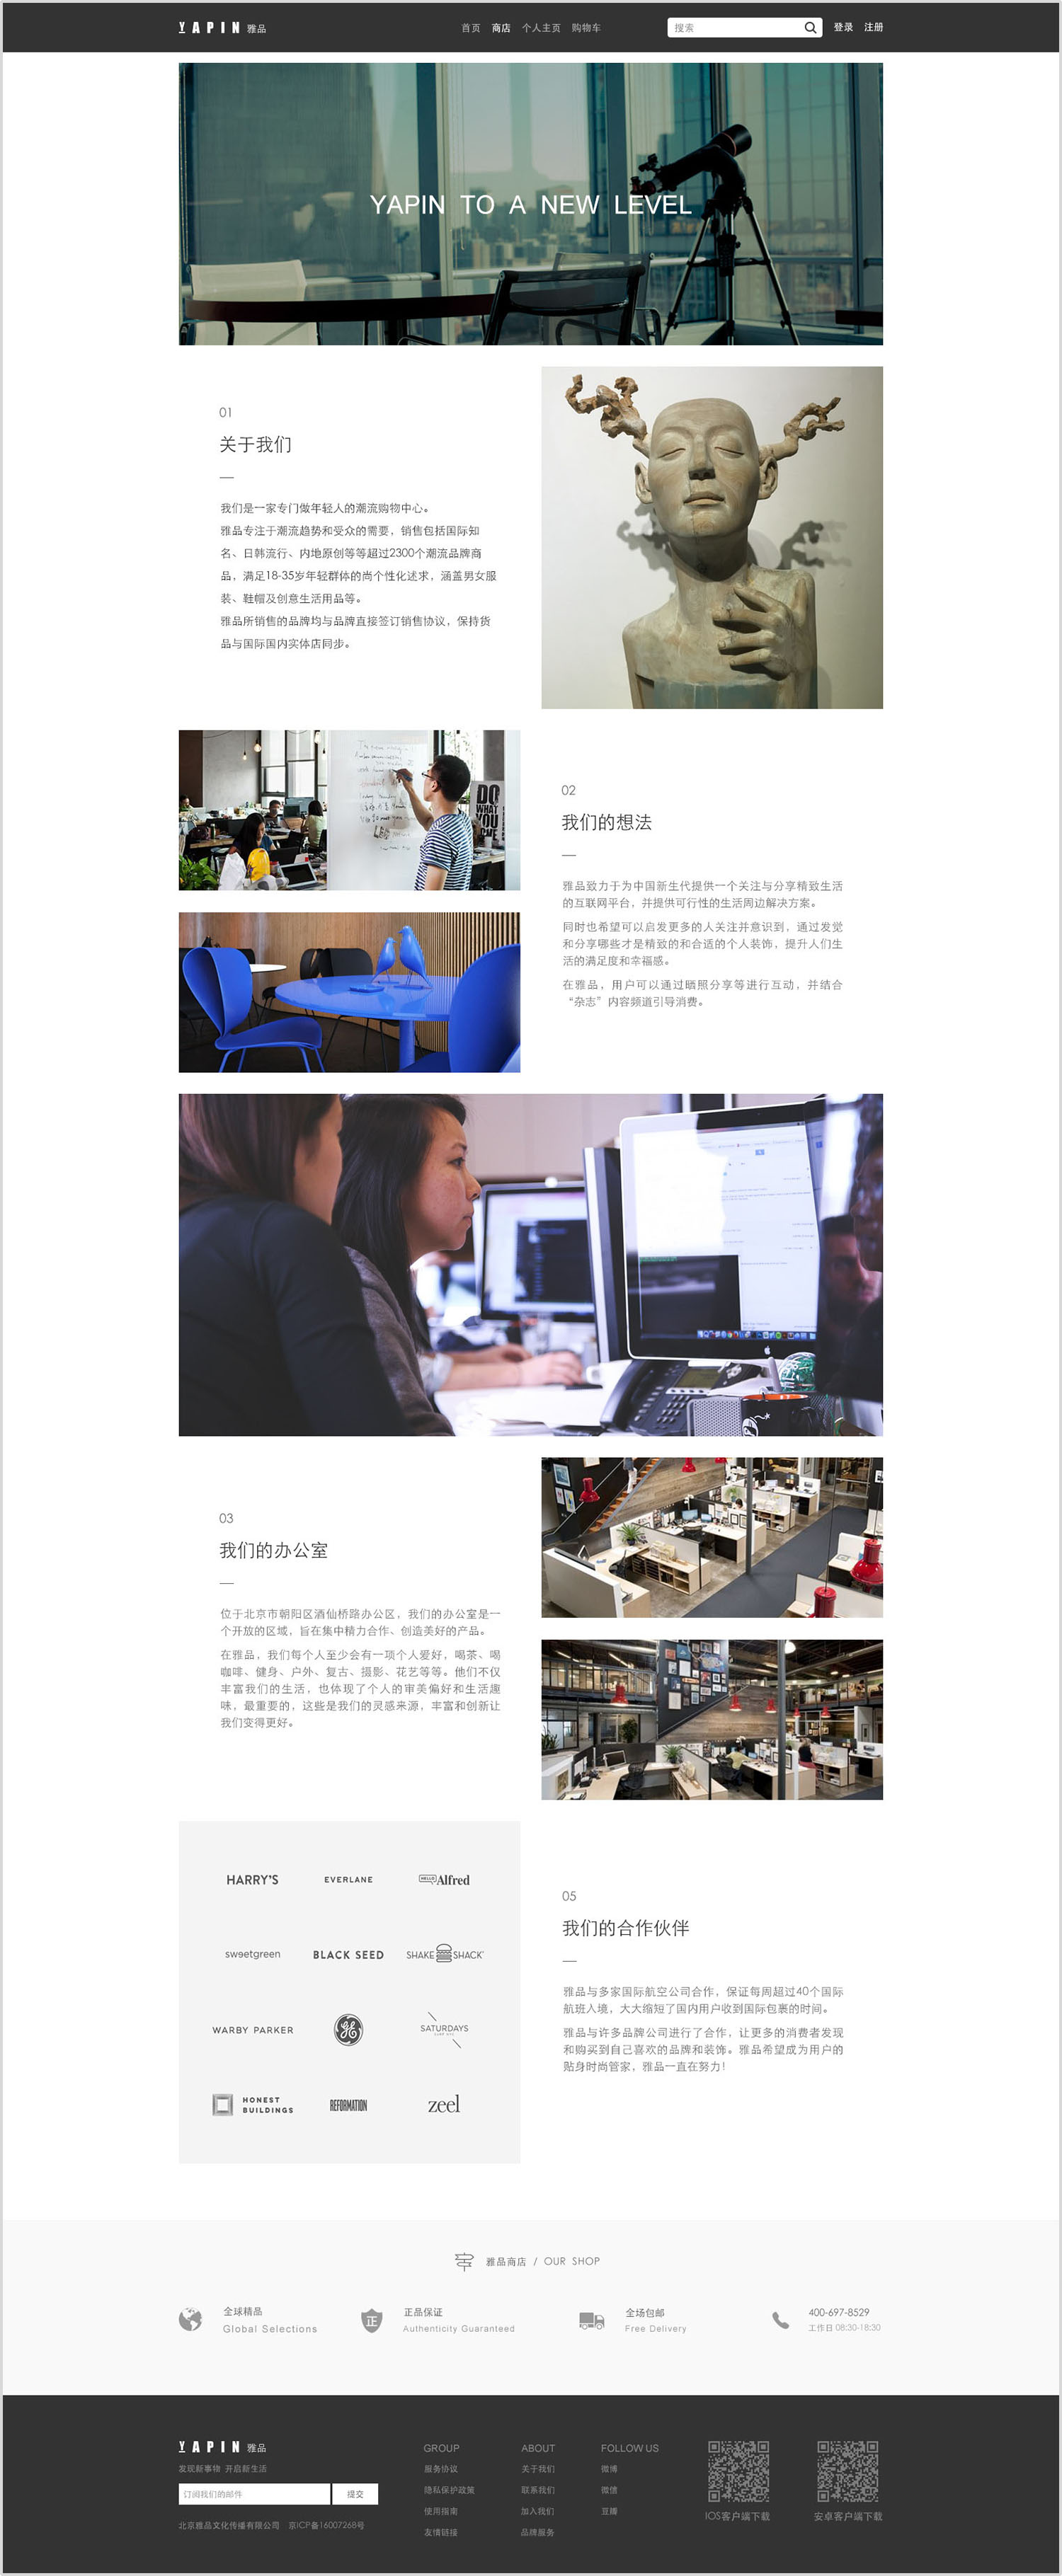 YAPIN 雅品
首页 商店 个人主页 购物车
搜索
登录 注册
YAPIN TO A NEW LEVEL
01
关于我们
我们是一家专门做年轻人的潮流购物中心。
雅品专注于潮流趋势和受众的需要，销售包括国际知
名、日韩流行、内地原创等等超过2300个潮流品牌商
品，满足18-35岁年轻群体的尚个性化述求，涵盖男女服
装、鞋帽及创意生活用品等。
雅品所销售的品牌均与品牌直接签订销售协议，保持货
品与国际国内实体店同步。
DO
WHAT
YOU
02
我们的想法
雅品致力于为中国新生代提供一个关注与分享精致生活
的互联网平台，并提供可行性的生活周边解决方案。
同时也希望可以启发更多的人关注并意识到，通过发觉
和分享哪些才是精致的和合适的个人装饰，提升人们生
活的满足度和幸福感。
在雅品，用户可以通过晒照分享等进行互动，并结合
“杂志”内容频道引导消费。
03
我们的办公室
位于北京市朝阳区酒仙桥路办公区，我们的办公室是一
个开放的区域，旨在集中精力合作、创造美好的产品。
在雅品，我们每个人至少会有一项个人爱好，喝茶、喝
咖啡、健身、户外、复古、摄影、花艺等等。他们不仅
丰富我们的生活，也体现了个人的审美偏好和生活趣
味，最重要的，这些是我们的灵感来源，丰富和创新让
我们变得更好。
HARRY'S
EVERLANE
HELLO Alfred
sweetgreen
BLACK SEED
SHAKE SHACK
WARBY PARKER
GE
SATURDAYS
HONEST
BUILDINGS
REFORMATION
zeel
05
我们的合作伙伴
雅品与多家国际航空公司合作，保证每周超过40个国际
航班入境，大大缩短了国内用户收到国际包裹的时间。
雅品与许多品牌公司进行了合作，让更多的消费者发现
和购买到自己喜欢的品牌和装饰。雅品希望成为用户的
贴身时尚管家，雅品一直在努力！
雅品商店 / OUR SHOP
全球精品
Global Selections
正
正品保证
Authenticity Guaranteed
全场包邮
Free Delivery
400-697-8529
工作日 08:30-18:30
YAPIN 雅品
发现新事物 开启新生活
订阅我们的邮件
提交
北京雅品文化传播有限公司 京ICP备16007268号
GROUP
服务协议
隐私保护政策
使用指南
友情链接
ABOUT
关于我们
联系我们
加入我们
品牌服务
FOLLOW US
微博
微信
豆瓣
IOS客户端下载
安卓客户端下载